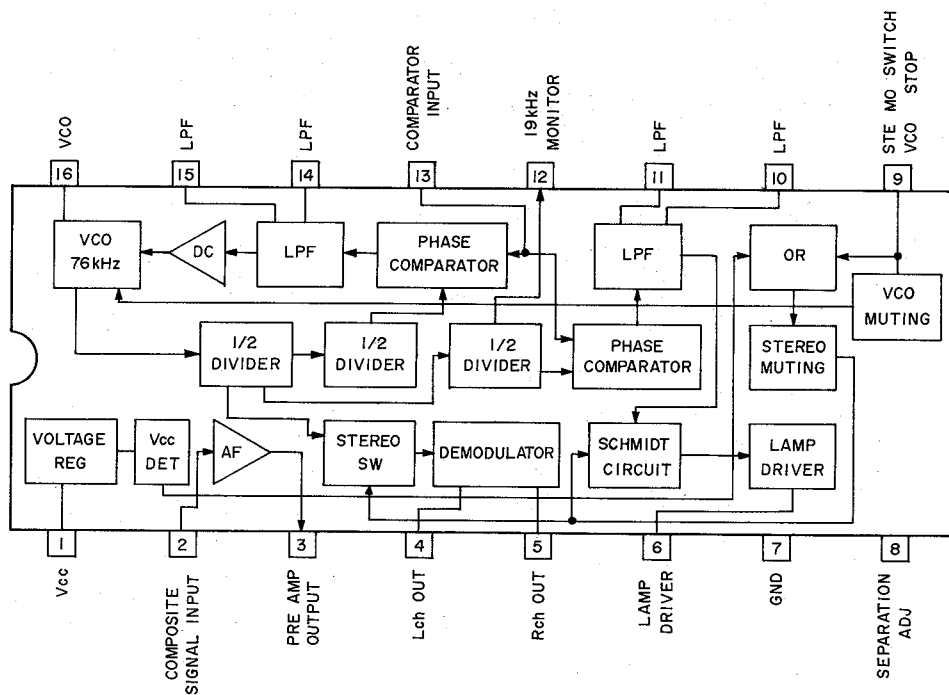 VCO
LPF
LPF
COMPARATOR
INPUT
19kHz
MONITOR
LPF
LPF
STE MO SWITCH
VCO STOP
16
15
14
13
12
11
10
9
VCO
76kHz
DC
LPF
PHASE
COMPARATOR
LPF
OR
VCO
MUTING
1/2
DIVIDER
1/2
DIVIDER
1/2
DIVIDER
PHASE
COMPARATOR
STEREO
MUTING
VOLTAGE
REG
Vcc
DET
AF
STEREO
SW
DEMODULATOR
SCHMIDT
CIRCUIT
LAMP
DRIVER
1
2
3
4
5
6
7
8
Vcc
COMPOSITE
SIGNAL INPUT
PRE AMP
OUTPUT
Lch OUT
Rch OUT
LAMP
DRIVER
GND
SEPARATION
ADJ